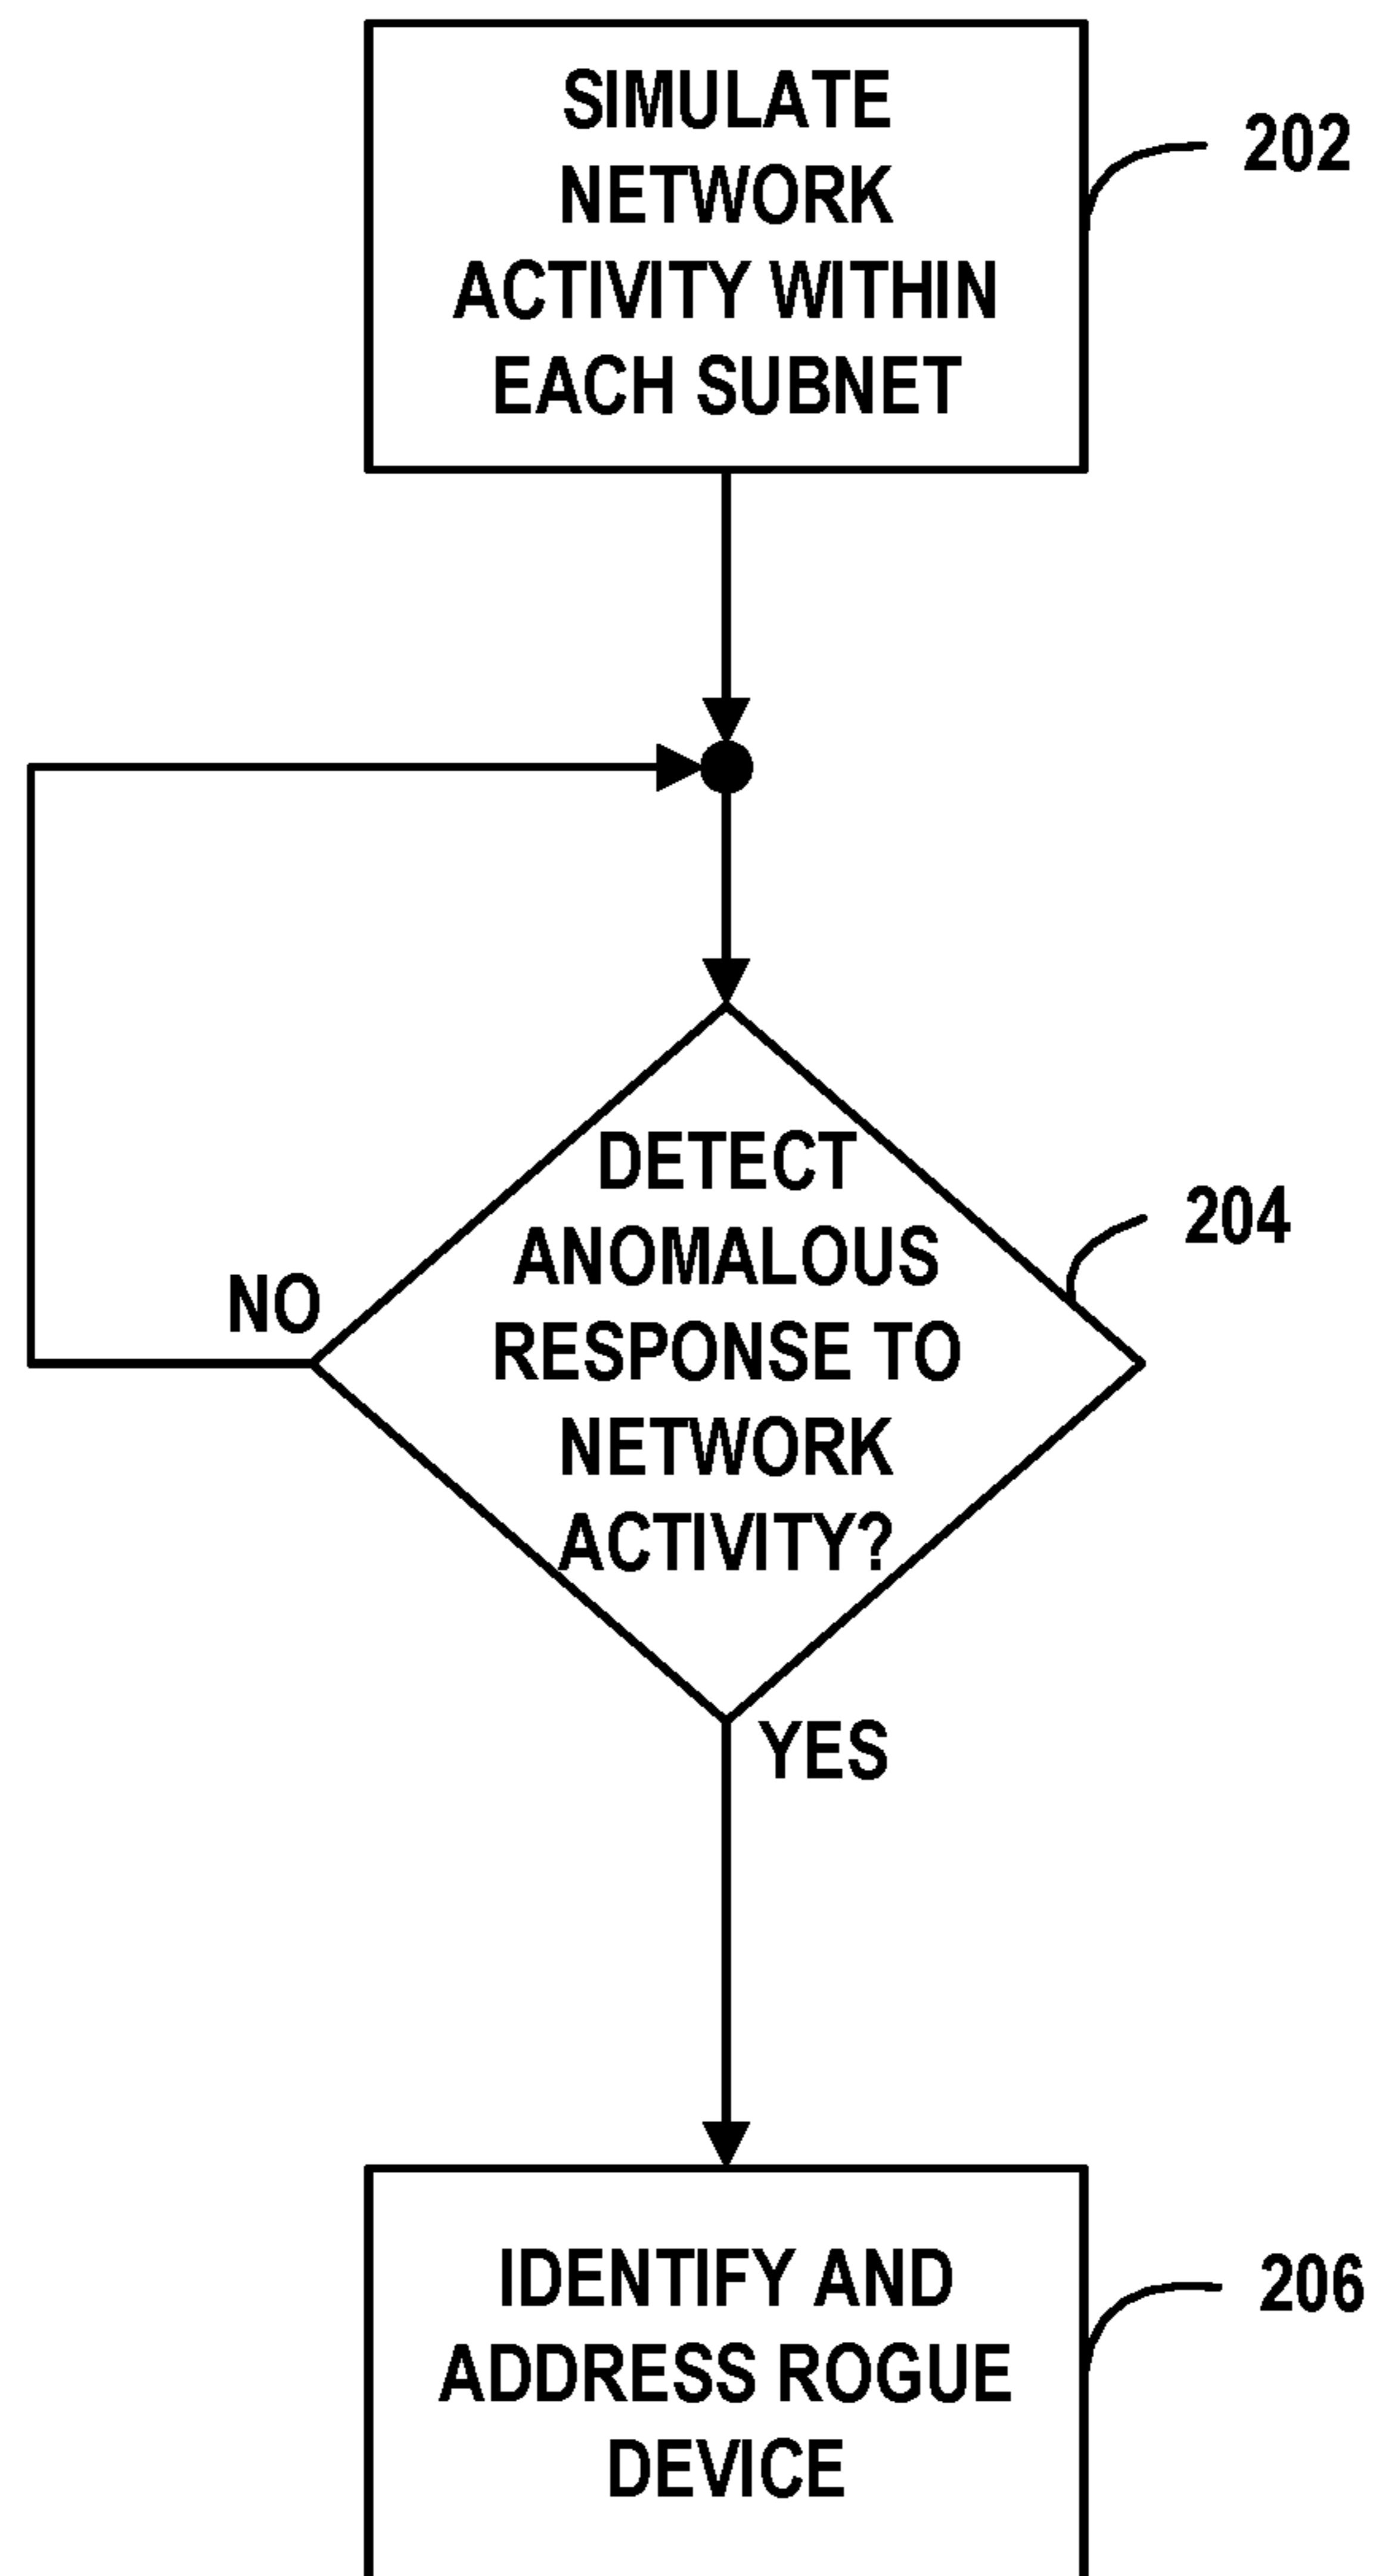 SIMULATE
NETWORK
ACTIVITY WITHIN
EACH SUBNET
202
DETECT
ANOMALOUS
RESPONSE TO
NETWORK
ACTIVITY?
204
NO
YES
IDENTIFY AND
ADDRESS ROGUE
DEVICE
206